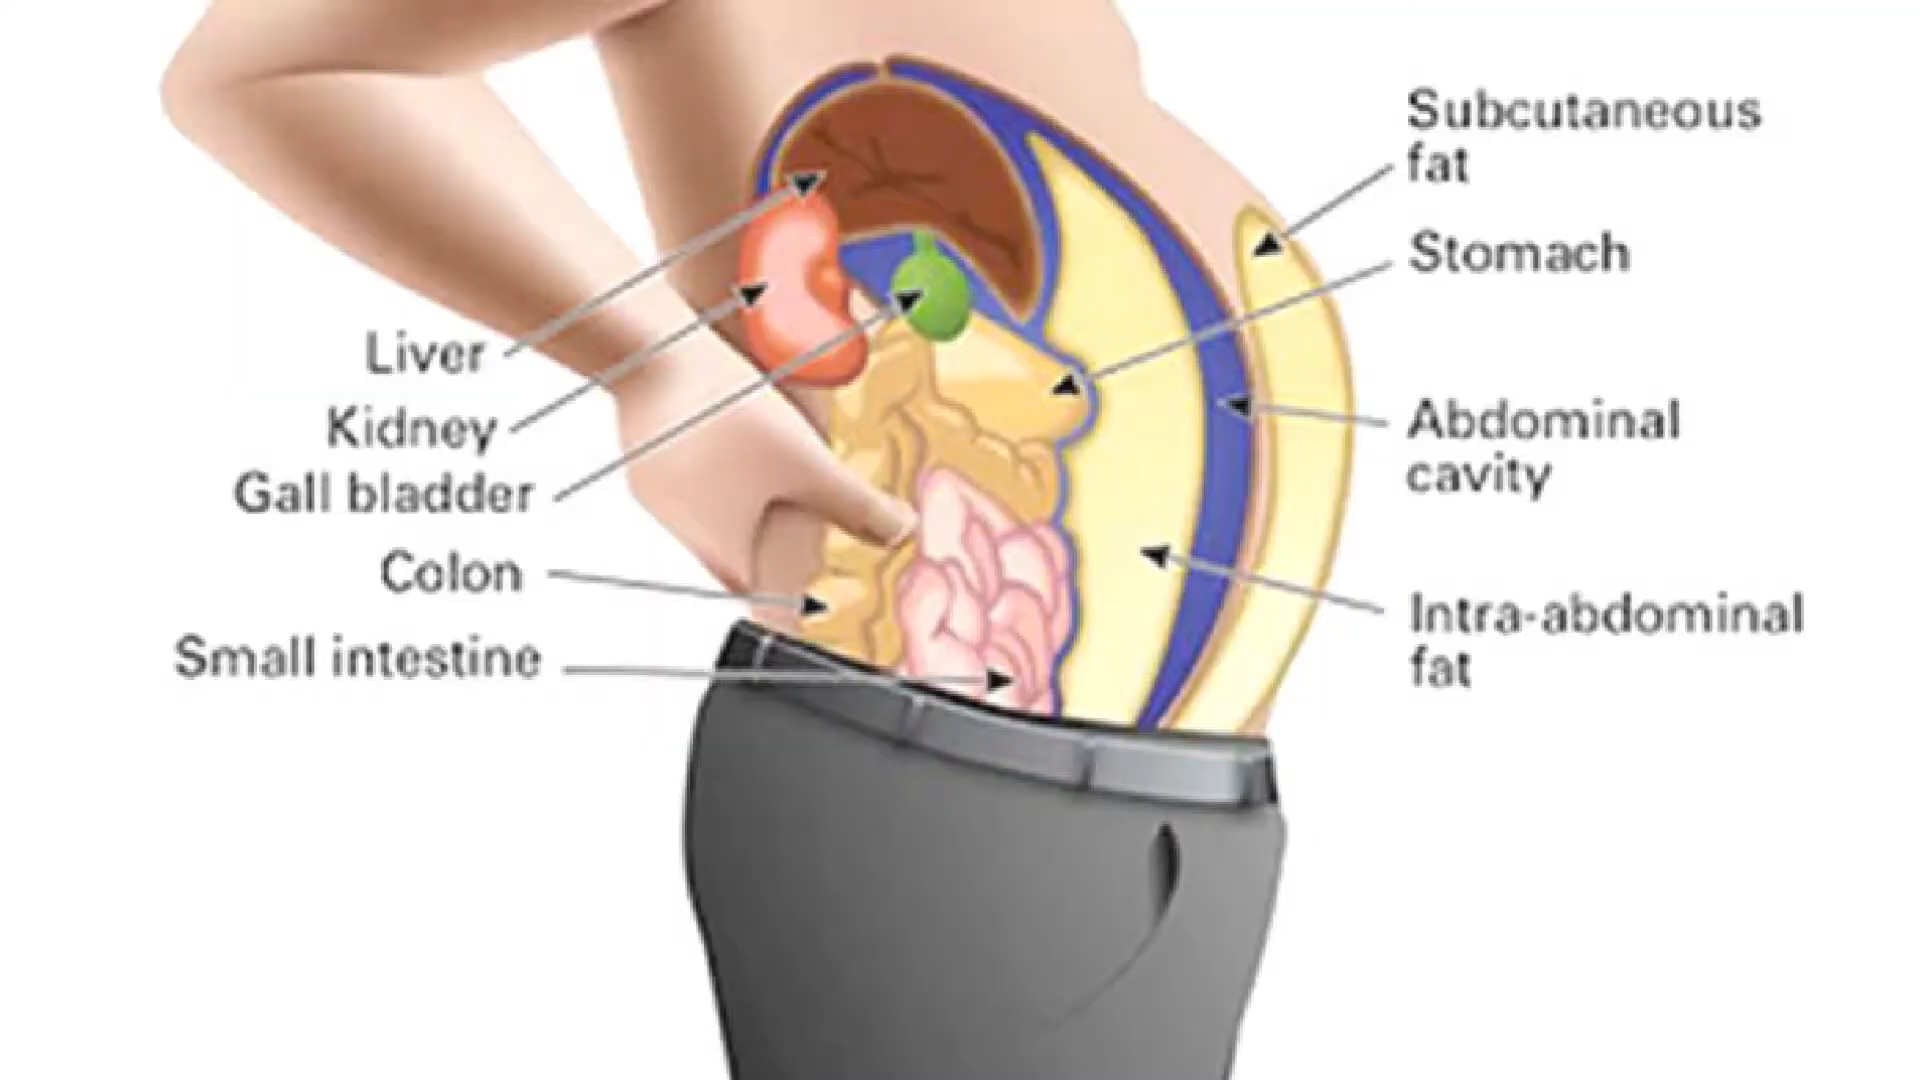 Liver
Kidney
Gall bladder
Colon
Small intestine
Subcutaneous
fat
Stomach
Abdominal
cavity
Intra-abdominal
fat